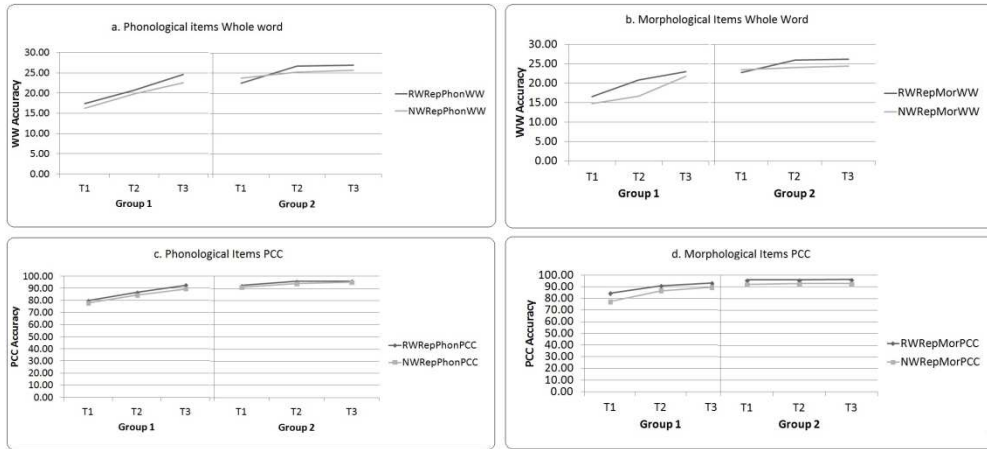 a. Phonological items Whole word
30.00
25.00
20.00
15.00
10.00
5.00
0.00
WW Accuracy
T1 T2 T3 T1 T2 T3
Group 1 Group 2
RWRepPhonWW
NWRepPhonWW
b. Morphological Items Whole Word
30.00
25.00
20.00
15.00
10.00
5.00
0.00
WW Accuracy
T1 T2 T3 T1 T2 T3
Group 1 Group 2
RWRepMorWW
NWRepMorWW
c. Phonological Items PCC
100.00
90.00
80.00
70.00
60.00
50.00
40.00
30.00
20.00
10.00
0.00
PCC Accuracy
T1 T2 T3 T1 T2 T3
Group 1 Group 2
RWRepPhonPCC
NWRepPhonPCC
d. Morphological Items PCC
100.00
90.00
80.00
70.00
60.00
50.00
40.00
30.00
20.00
10.00
0.00
PCC Accuracy
T1 T2 T3 T1 T2 T3
Group 1 Group 2
RWRepMorPCC
NWRepMorPCC